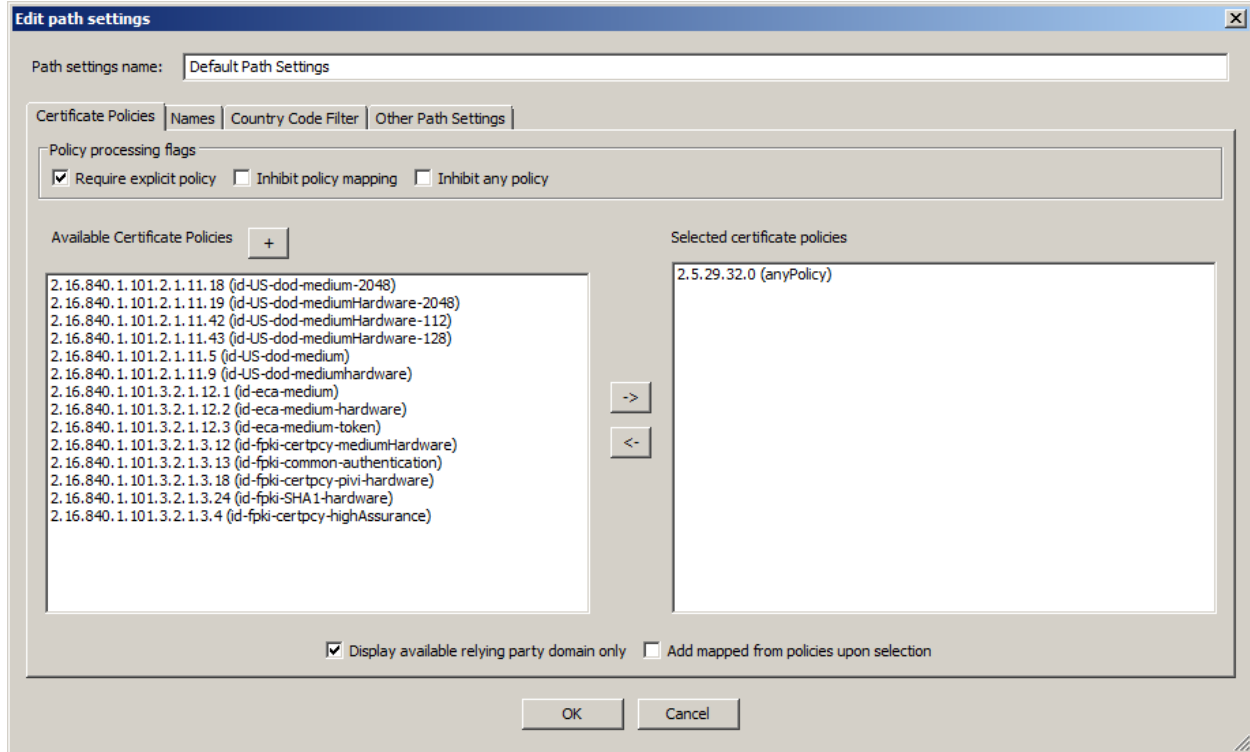 Edit path settings
Path settings name: Default Path Settings
Certificate Policies Names Country Code Filter Other Path Settings
Policy processing flags
Require explicit policy Inhibit policy mapping Inhibit any policy
Available Certificate Policies +
Selected certificate policies
2.16.840.1.101.2.1.11.18 (id-US-dod-medium-2048)
2.16.840.1.101.2.1.11.19 (id-US-dod-mediumHardware-2048)
2.16.840.1.101.2.1.11.42 (id-US-dod-mediumHardware-112)
2.16.840.1.101.2.1.11.43 (id-US-dod-mediumHardware-128)
2.16.840.1.101.2.1.11.5 (id-US-dod-medium)
2.16.840.1.101.2.1.11.9 (id-US-dod-mediumhardware)
2.16.840.1.101.3.2.1.12.1 (id-eca-medium)
2.16.840.1.101.3.2.1.12.2 (id-eca-medium-hardware)
2.16.840.1.101.3.2.1.12.3 (id-eca-medium-token)
2.16.840.1.101.3.2.1.3.12 (id-fpki-certpcy-mediumHardware)
2.16.840.1.101.3.2.1.3.13 (id-fpki-common-authentication)
2.16.840.1.101.3.2.1.3.18 (id-fpki-certpcy-pivi-hardware)
2.16.840.1.101.3.2.1.3.24 (id-fpki-SHA1-hardware)
2.16.840.1.101.3.2.1.3.4 (id-fpki-certpcy-highAssurance)
->
<-
2.5.29.32.0 (anyPolicy)
Display available relying party domain only Add mapped from policies upon selection
OK Cancel